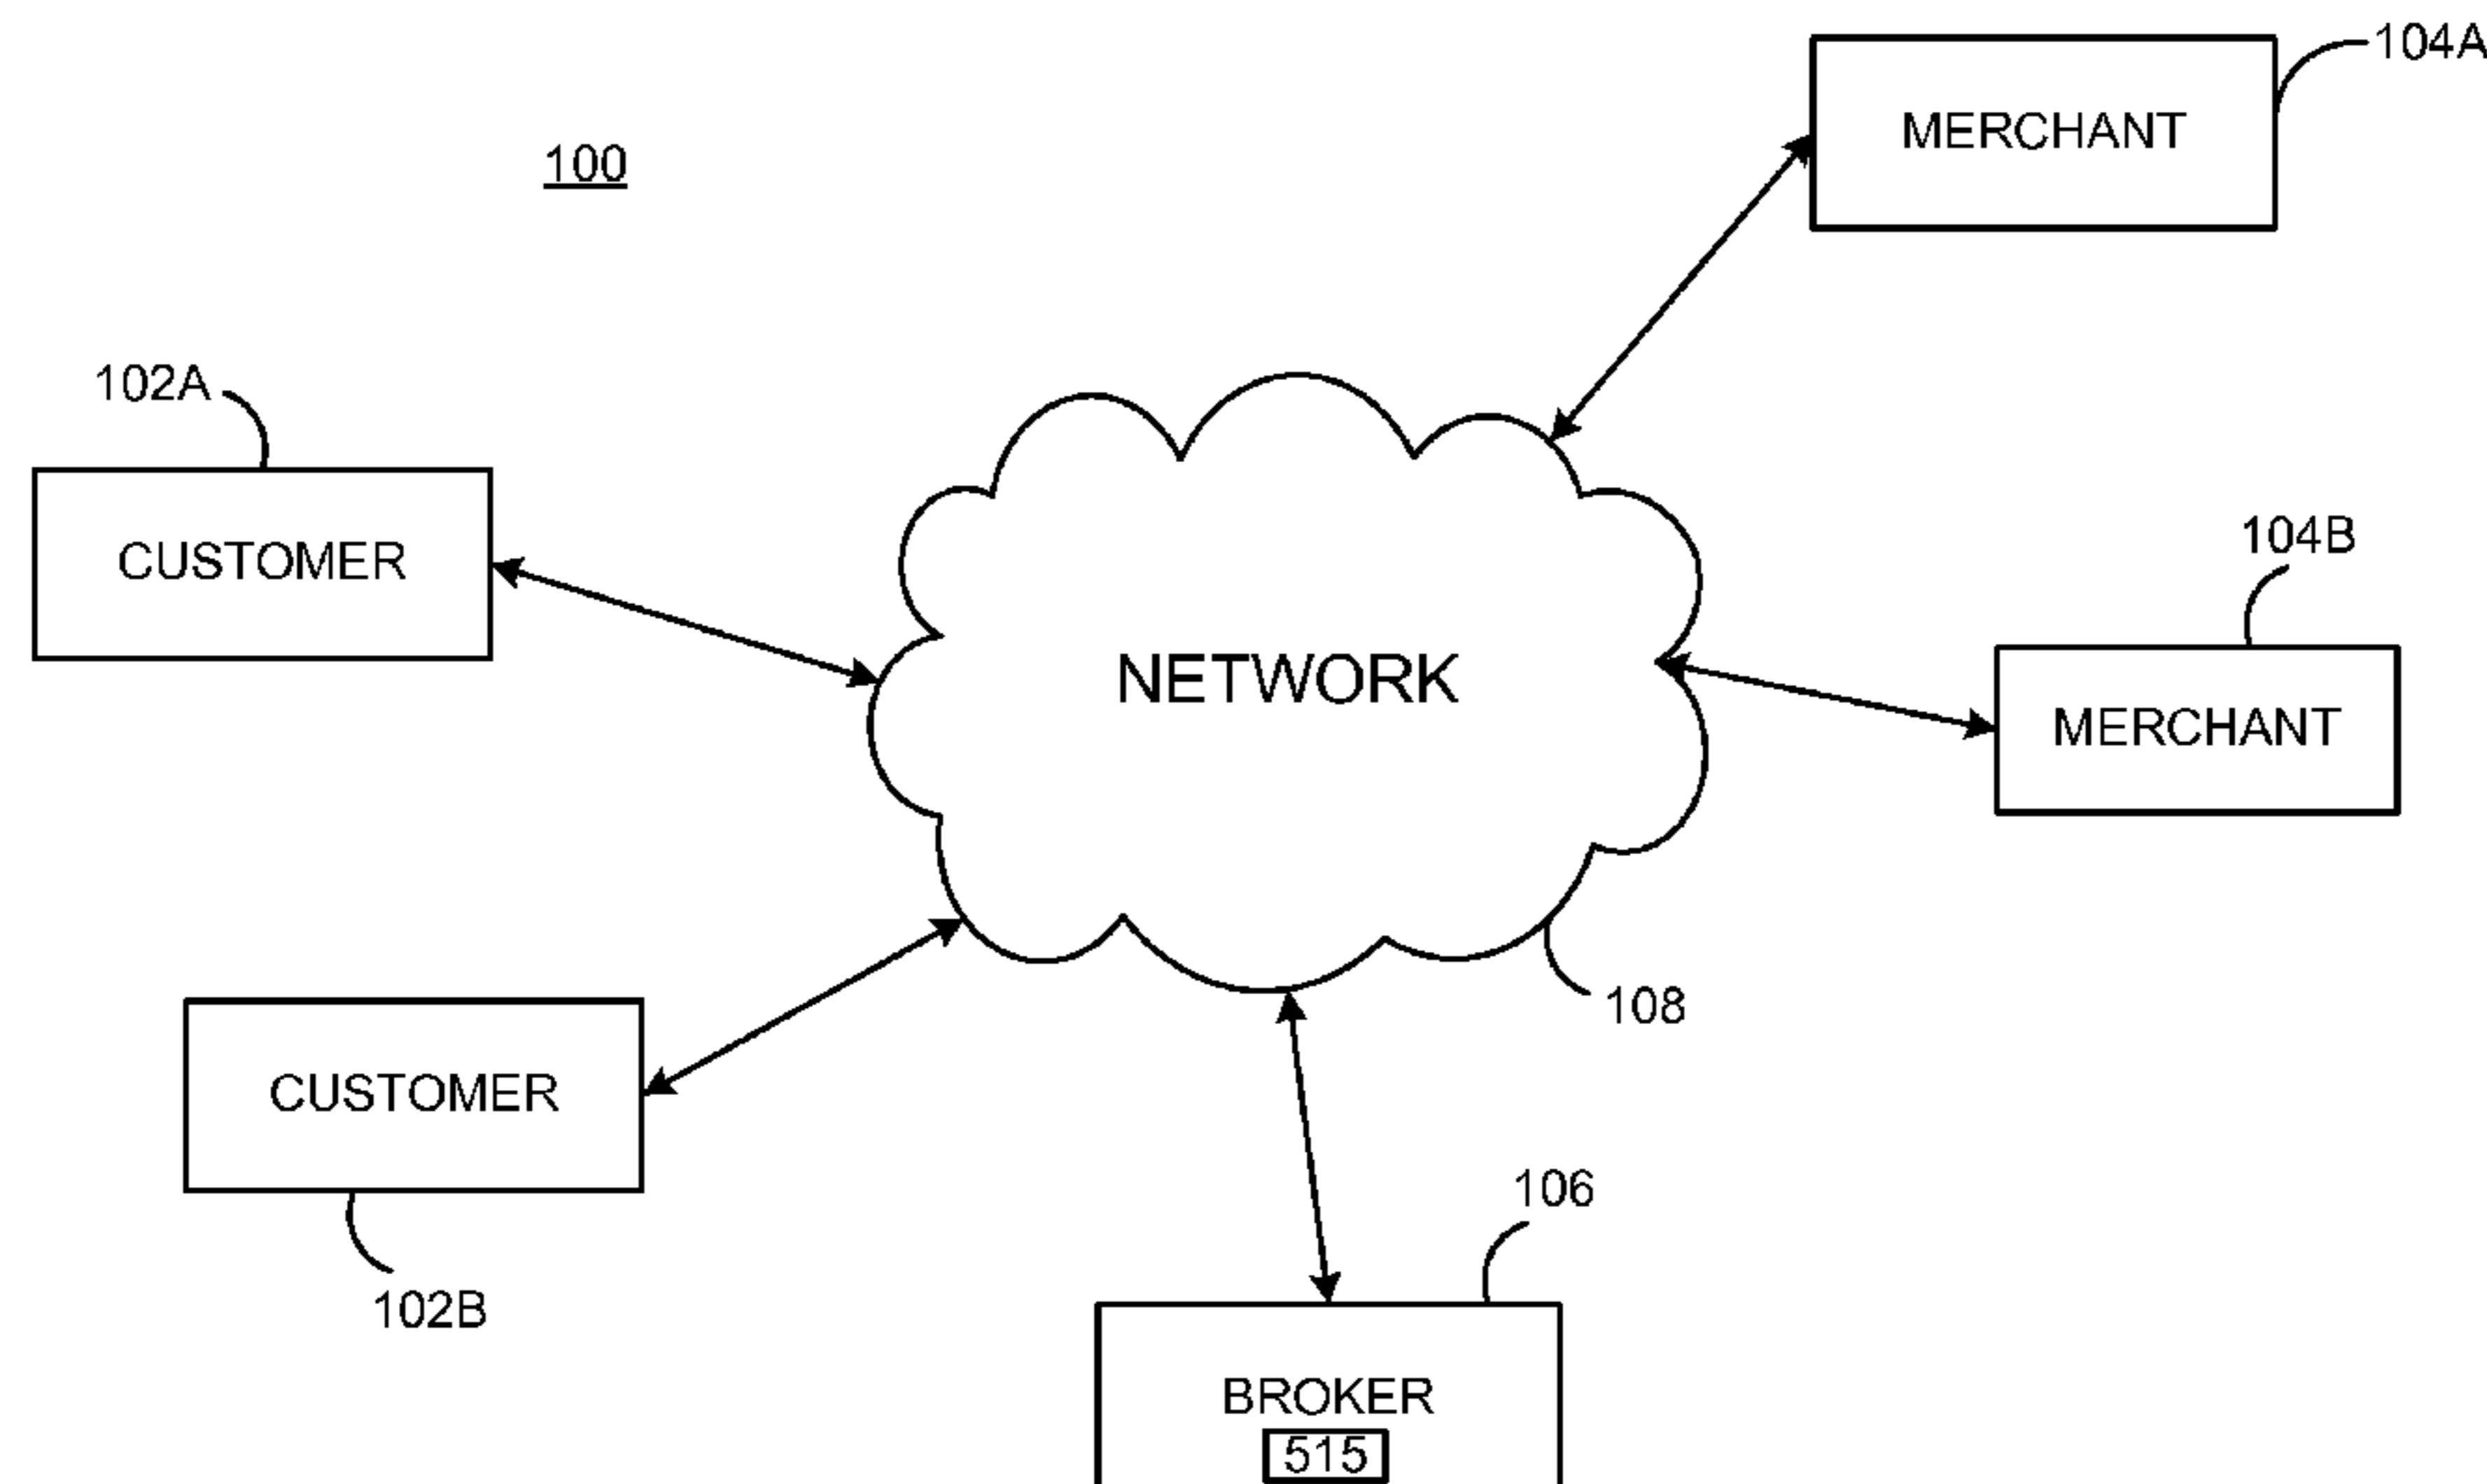 104A
MERCHANT
100
102A
CUSTOMER
104B
NETWORK
MERCHANT
108
CUSTOMER
106
102B
BROKER
515